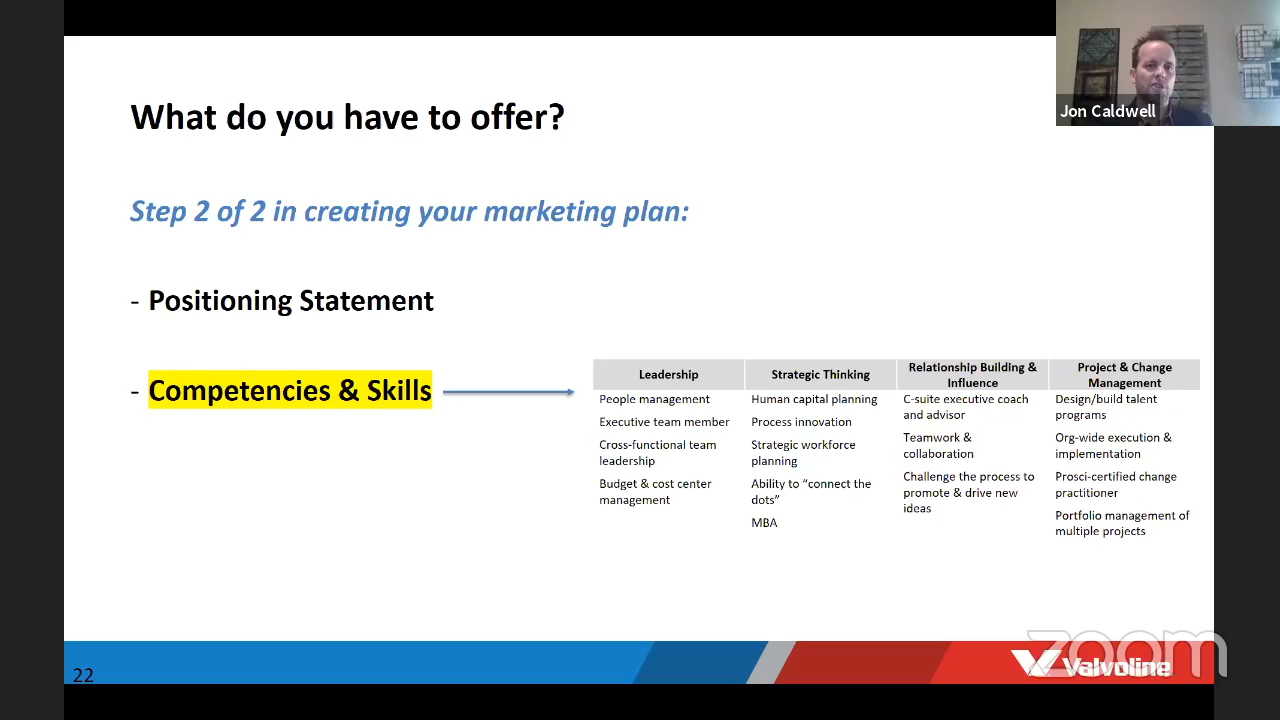 What do you have to offer?
Jon Caldwell
Step 2 of 2 in creating your marketing plan:
- Positioning Statement
- Competencies & Skills
Leadership
People management
Executive team member
Cross-functional team
leadership
Budget & cost center
management
Strategic Thinking
Human capital planning
Process innovation
Strategic workforce
planning
Ability to “connect the
dots”
MBA
Relationship Building &
Influence
C-suite executive coach
and advisor
Teamwork &
collaboration
Challenge the process to
promote & drive new
ideas
Project & Change
Management
Design/build talent
programs
Org-wide execution &
implementation
Prosci-certified change
practitioner
Portfolio management of
multiple projects
22
zoom
Valvoline